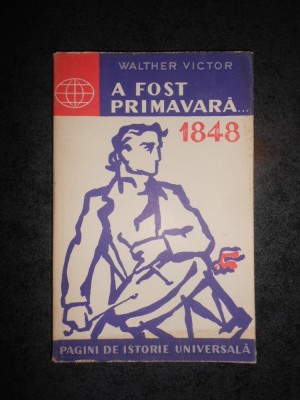 WALTHER VICTOR
A FOST
PRIMAVARĂ...
1848
PAGINI DE ISTORIE UNIVERSALĂ